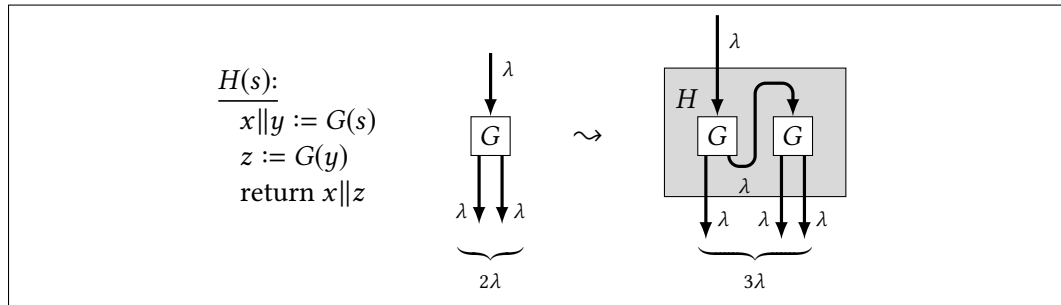 H(s):
x‖y := G(s)
z := G(y)
return x‖z
λ
G
λ λ
2λ
⤳
λ
H
G G
λ
λ λ λ
3λ